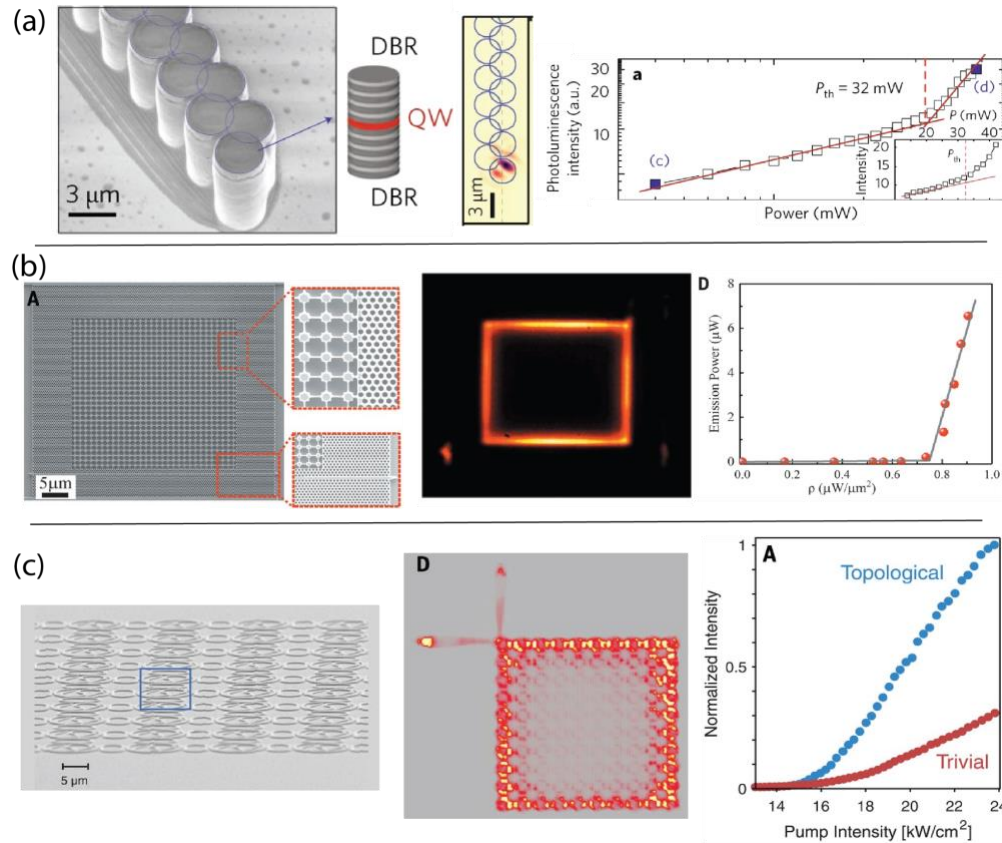 (a)
DBR
QW
DBR
3 μm
3 μm
a
Photoluminescence
intensity (a.u.)
30
20
10
Pth = 32 mW
(d)
(c)
P (mW)
20
30
40
Intensity
20
15
10
Pth
Power (mW)
(b)
A
5μm
D
Emission Power (μW)
8
6
4
2
0
0.0 0.2 0.4 0.6 0.8 1.0
ρ (μW/μm²)
(c)
5 μm
D
A
Normalized Intensity
1
0.5
0
Topological
Trivial
14 16 18 20 22 24
Pump Intensity [kW/cm²]